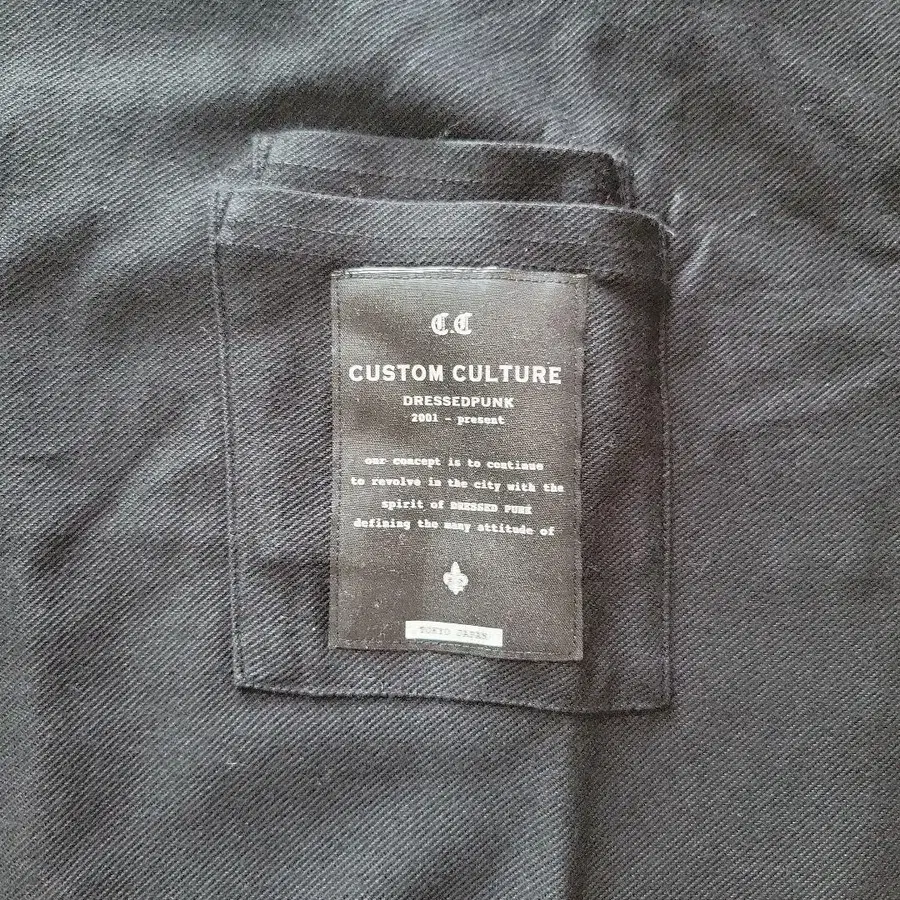 C.C
CUSTOM CULTURE
DRESSEDPUNK
2001 - present
our concept is to continue
to revolve in the city with the
spirit of DRESSED PUNK
defining the many attitude of
TOKYO JAPAN